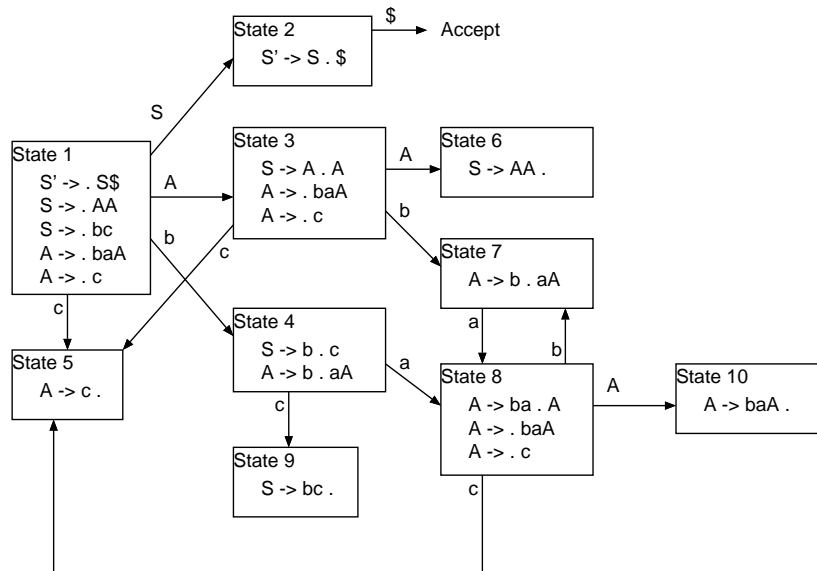 State 2
S' -> S . $
$
Accept
S
State 1
S' -> . S$
S -> . AA
S -> . bc
A -> . baA
A -> . c
A
b
c
State 3
S -> A . A
A -> . baA
A -> . c
A
b
c
State 6
S -> AA .
State 7
A -> b . aA
a
b
State 4
S -> b . c
A -> b . aA
a
c
State 5
A -> c .
State 8
A -> ba . A
A -> . baA
A -> . c
A
c
State 10
A -> baA .
State 9
S -> bc .